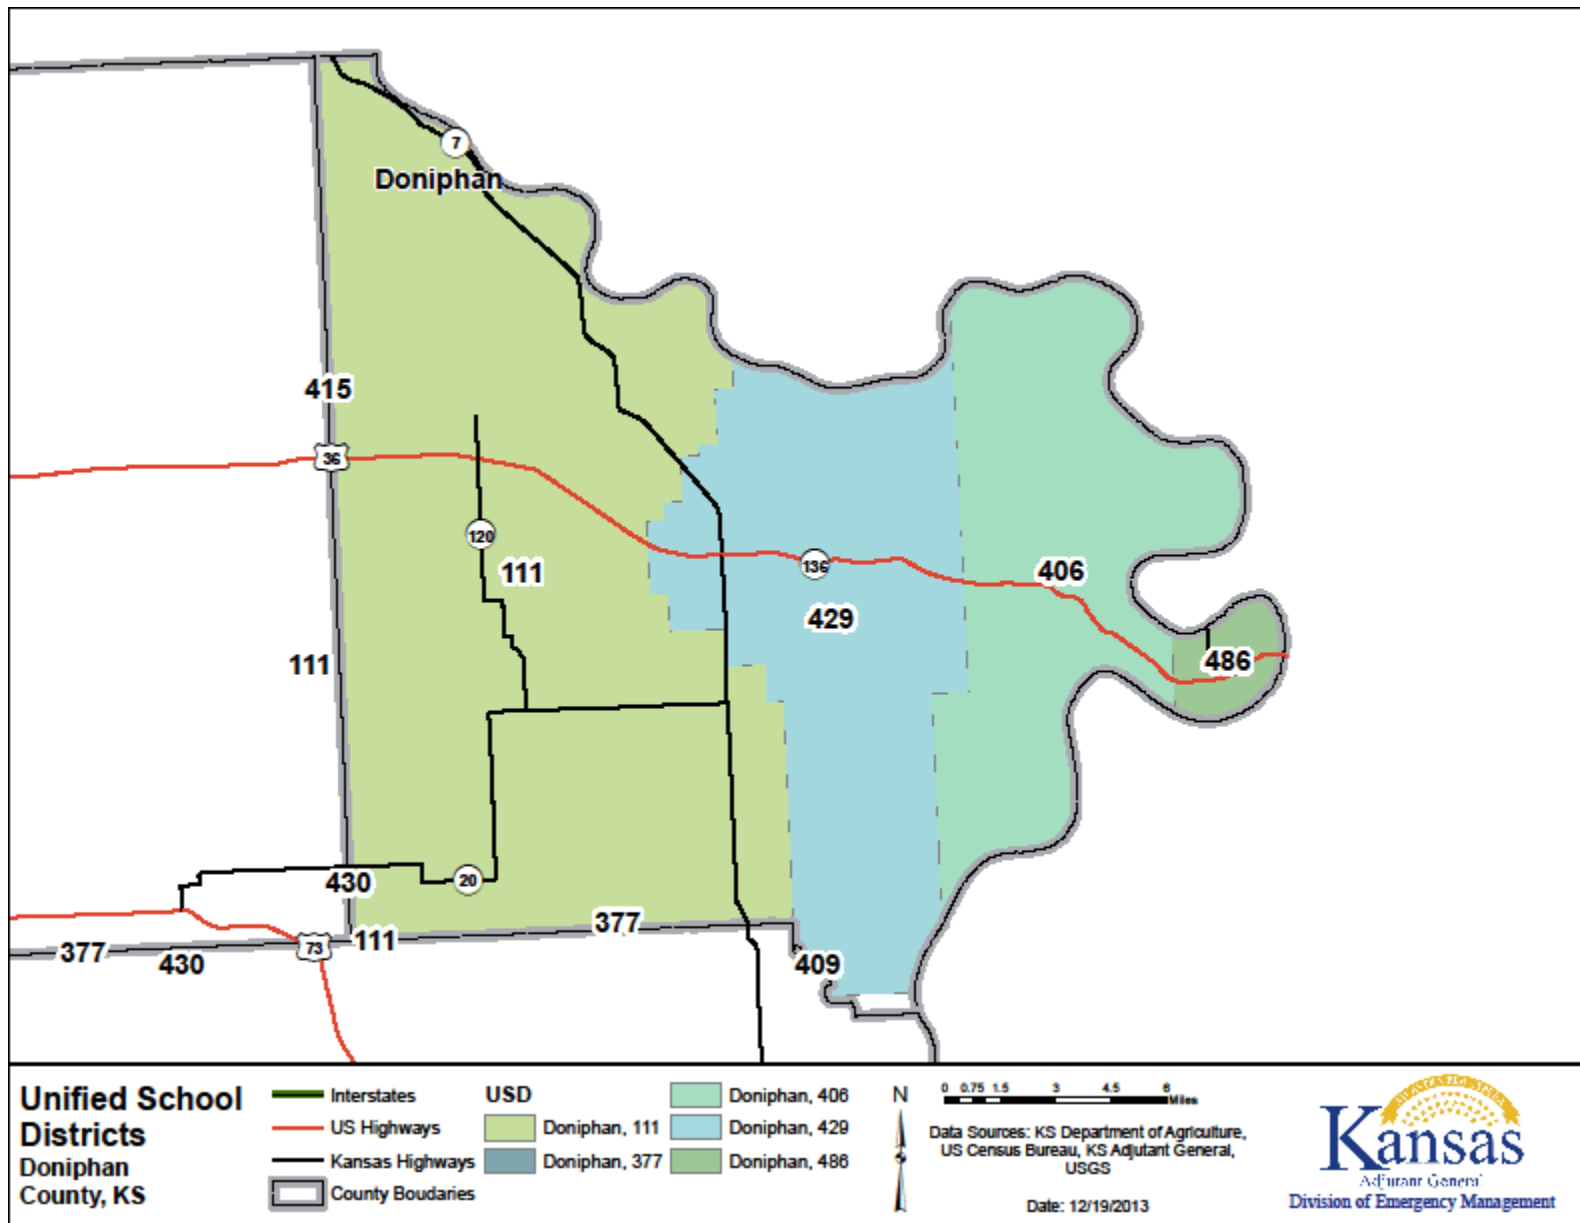 7
Doniphan
415
36
120
111
136
406
429
111
486
430
20
377
111
377
430
73
409
Unified School
Districts
Doniphan
County, KS
Interstates
US Highways
Kansas Highways
County Boudaries
USD
Doniphan, 111
Doniphan, 377
Doniphan, 406
Doniphan, 429
Doniphan, 486
N
0 0.75 1.5 3 4.5 6
Miles
Data Sources: KS Department of Agriculture,
US Census Bureau, KS Adjutant General,
USGS
Date: 12/19/2013
Kansas
Adjutant General
Division of Emergency Management